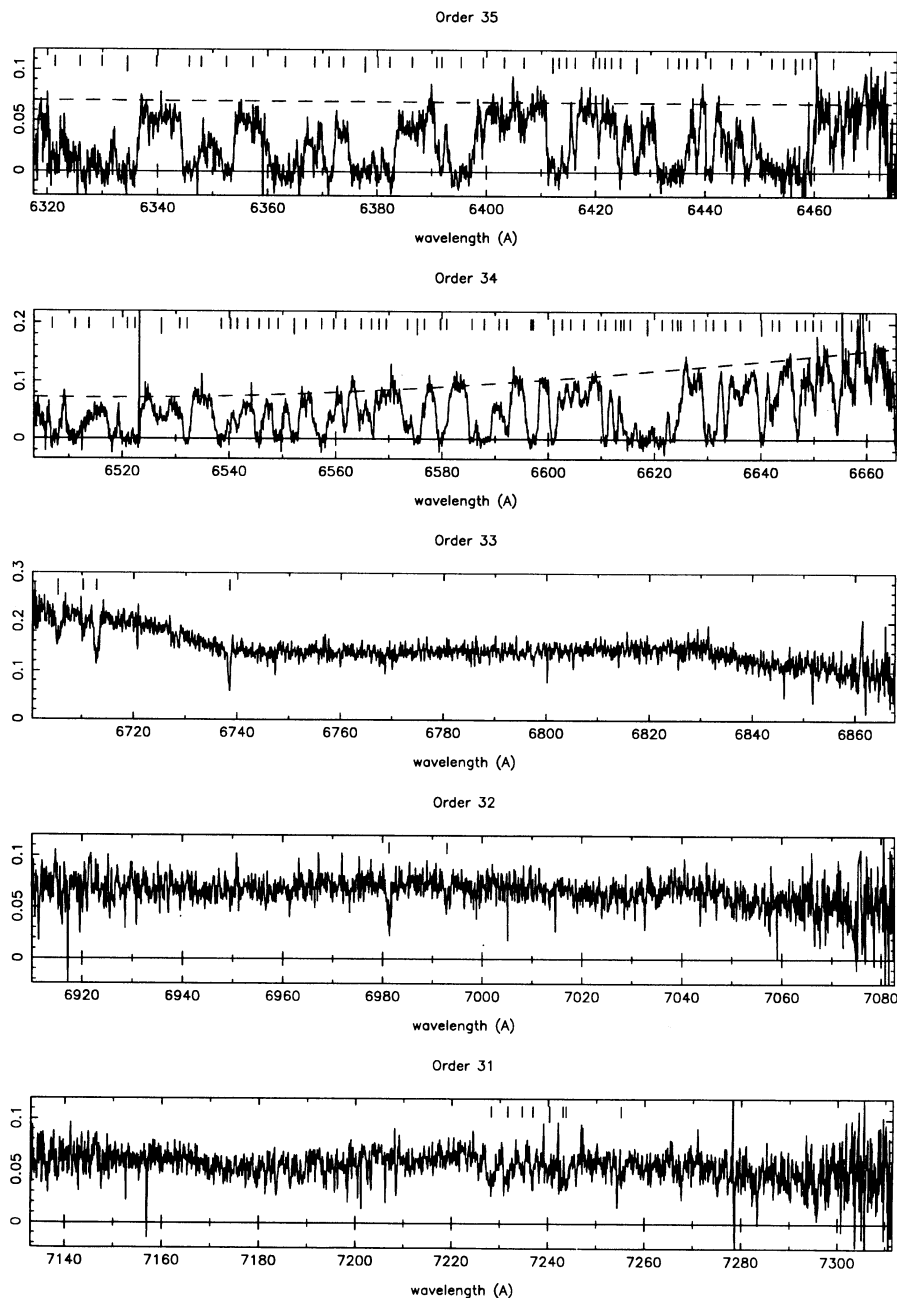 Order 35
0.1
0.05
0
6320 6340 6360 6380 6400 6420 6440 6460
wavelength (A)
Order 34
0.2
0.1
0
6520 6540 6560 6580 6600 6620 6640 6660
wavelength (A)
Order 33
0.3
0.2
0.1
0
6720 6740 6760 6780 6800 6820 6840 6860
wavelength (A)
Order 32
0.1
0.05
0
6920 6940 6960 6980 7000 7020 7040 7060 7080
wavelength (A)
Order 31
0.1
0.05
0
7140 7160 7180 7200 7220 7240 7260 7280 7300
wavelength (A)